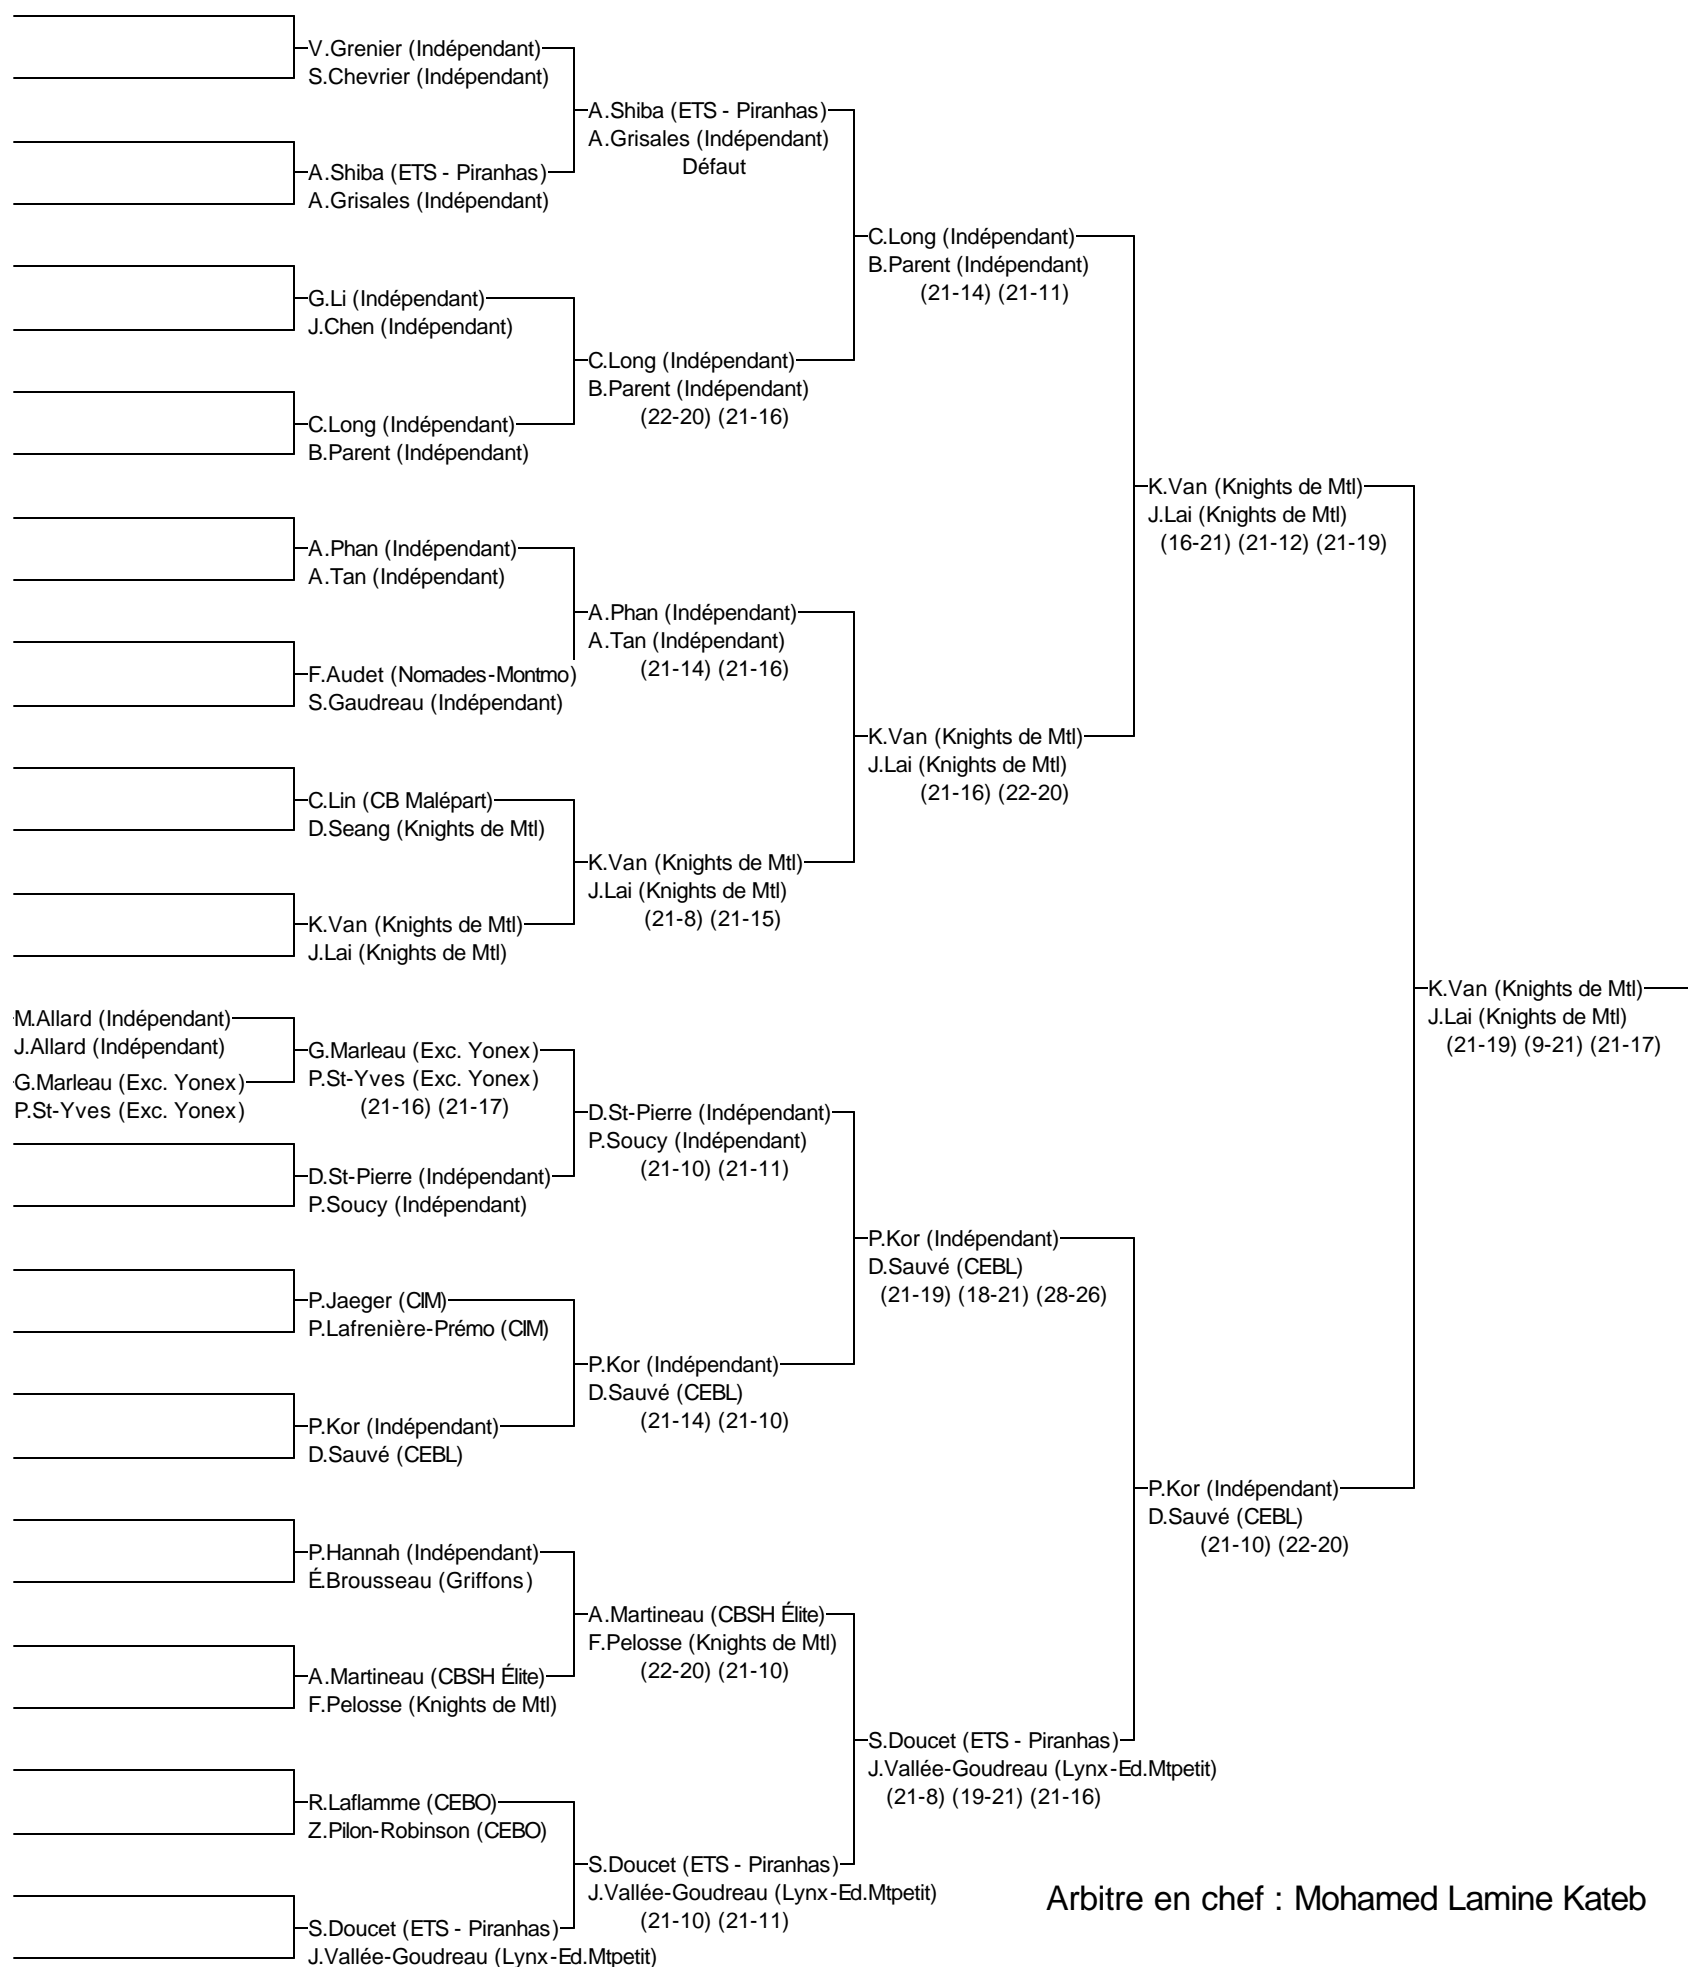 V.Grenier (Indépendant)
S.Chevrier (Indépendant)
A.Shiba (ETS - Piranhas)
A.Grisales (Indépendant)
Défaut
A.Shiba (ETS - Piranhas)
A.Grisales (Indépendant)
C.Long (Indépendant)
B.Parent (Indépendant)
(21-14) (21-11)
G.Li (Indépendant)
J.Chen (Indépendant)
C.Long (Indépendant)
B.Parent (Indépendant)
(22-20) (21-16)
C.Long (Indépendant)
B.Parent (Indépendant)
K.Van (Knights de Mtl)
J.Lai (Knights de Mtl)
(16-21) (21-12) (21-19)
A.Phan (Indépendant)
A.Tan (Indépendant)
A.Phan (Indépendant)
A.Tan (Indépendant)
(21-14) (21-16)
F.Audet (Nomades-Montmo)
S.Gaudreau (Indépendant)
K.Van (Knights de Mtl)
J.Lai (Knights de Mtl)
(21-16) (22-20)
C.Lin (CB Malépart)
D.Seang (Knights de Mtl)
K.Van (Knights de Mtl)
J.Lai (Knights de Mtl)
(21-8) (21-15)
K.Van (Knights de Mtl)
J.Lai (Knights de Mtl)
K.Van (Knights de Mtl)
J.Lai (Knights de Mtl)
(21-19) (9-21) (21-17)
M.Allard (Indépendant)
J.Allard (Indépendant)
G.Marleau (Exc. Yonex)
P.St-Yves (Exc. Yonex)
(21-16) (21-17)
G.Marleau (Exc. Yonex)
P.St-Yves (Exc. Yonex)
D.St-Pierre (Indépendant)
P.Soucy (Indépendant)
(21-10) (21-11)
D.St-Pierre (Indépendant)
P.Soucy (Indépendant)
P.Kor (Indépendant)
D.Sauvé (CEBL)
(21-19) (18-21) (28-26)
P.Jaeger (CIM)
P.Lafrenière-Prémo (CIM)
P.Kor (Indépendant)
D.Sauvé (CEBL)
(21-14) (21-10)
P.Kor (Indépendant)
D.Sauvé (CEBL)
P.Kor (Indépendant)
D.Sauvé (CEBL)
(21-10) (22-20)
P.Hannah (Indépendant)
É.Brousseau (Griffons)
A.Martineau (CBSH Élite)
F.Pelosse (Knights de Mtl)
(22-20) (21-10)
A.Martineau (CBSH Élite)
F.Pelosse (Knights de Mtl)
S.Doucet (ETS - Piranhas)
J.Vallée-Goudreau (Lynx-Ed.Mtpetit)
(21-8) (19-21) (21-16)
R.Laflamme (CEBO)
Z.Pilon-Robinson (CEBO)
S.Doucet (ETS - Piranhas)
J.Vallée-Goudreau (Lynx-Ed.Mtpetit)
(21-10) (21-11)
S.Doucet (ETS - Piranhas)
J.Vallée-Goudreau (Lynx-Ed.Mtpetit)
Arbitre en chef : Mohamed Lamine Kateb